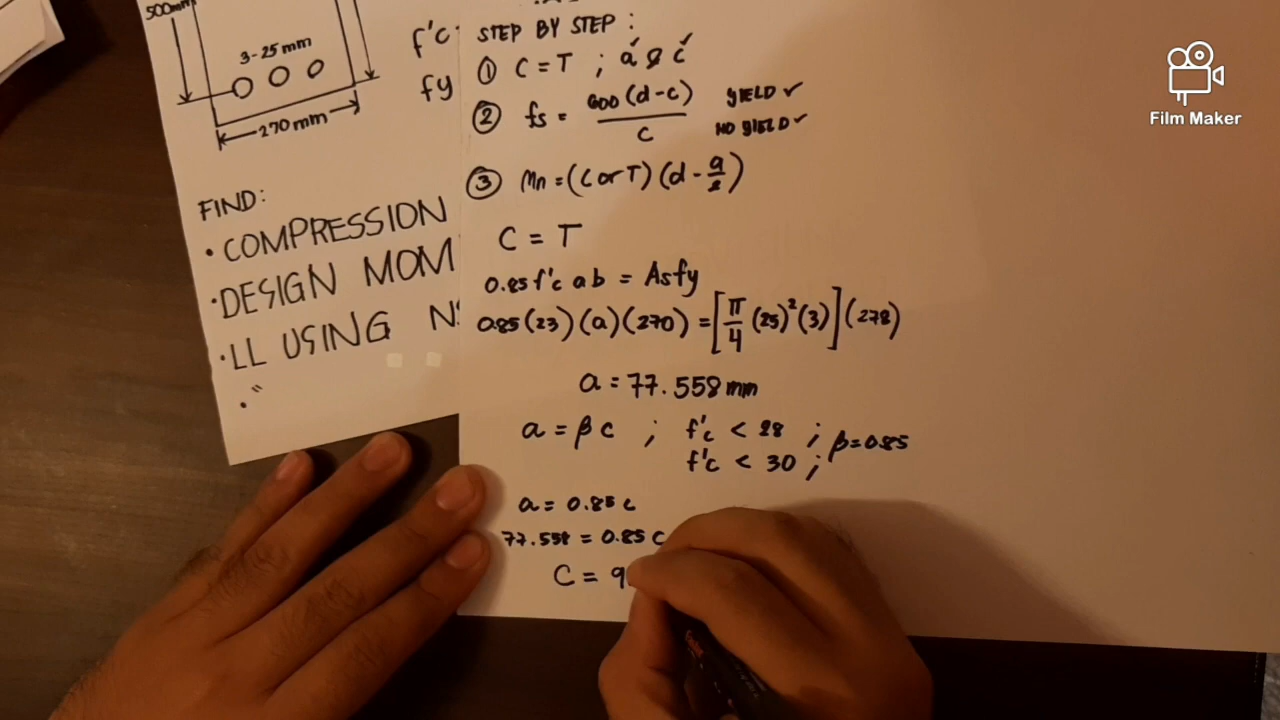 500mm
3-25 mm
270 mm
f'c
fy
FIND:
• COMPRESSION
• DESIGN MOM
• LL USING
• "
STEP BY STEP :
① C = T ; a & c
② fs = 600 (d-c) / c YIELD ✓
NO YIELD ✓
③ Mn = (C or T) (d - a/2)
C = T
0.85 f'c ab = Asfy
0.85 (23) (a) (270) = [π/4 (25)² (3)] (278)
a = 77.558 mm
a = βc ; f'c < 28 ; β=0.85
f'c < 30 ;
a = 0.85 c
77.558 = 0.85 c
C = 9
Film Maker